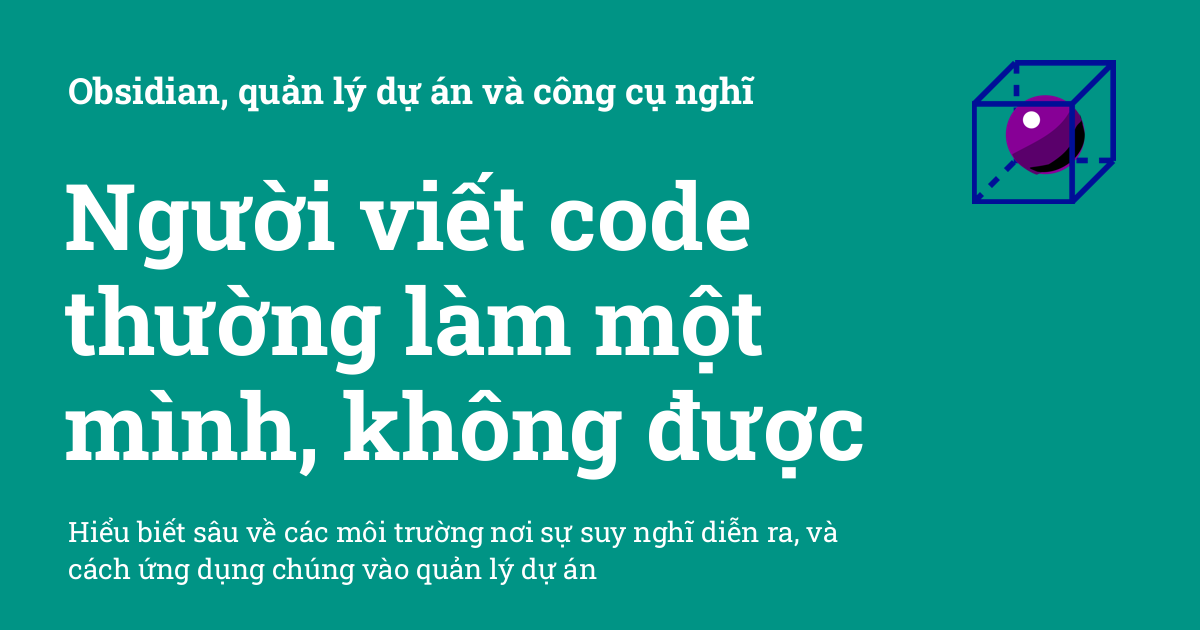 Obsidian, quản lý dự án và công cụ nghĩ
Người viết code
thường làm một
mình, không được
Hiểu biết sâu về các môi trường nơi sự suy nghĩ diễn ra, và
cách ứng dụng chúng vào quản lý dự án